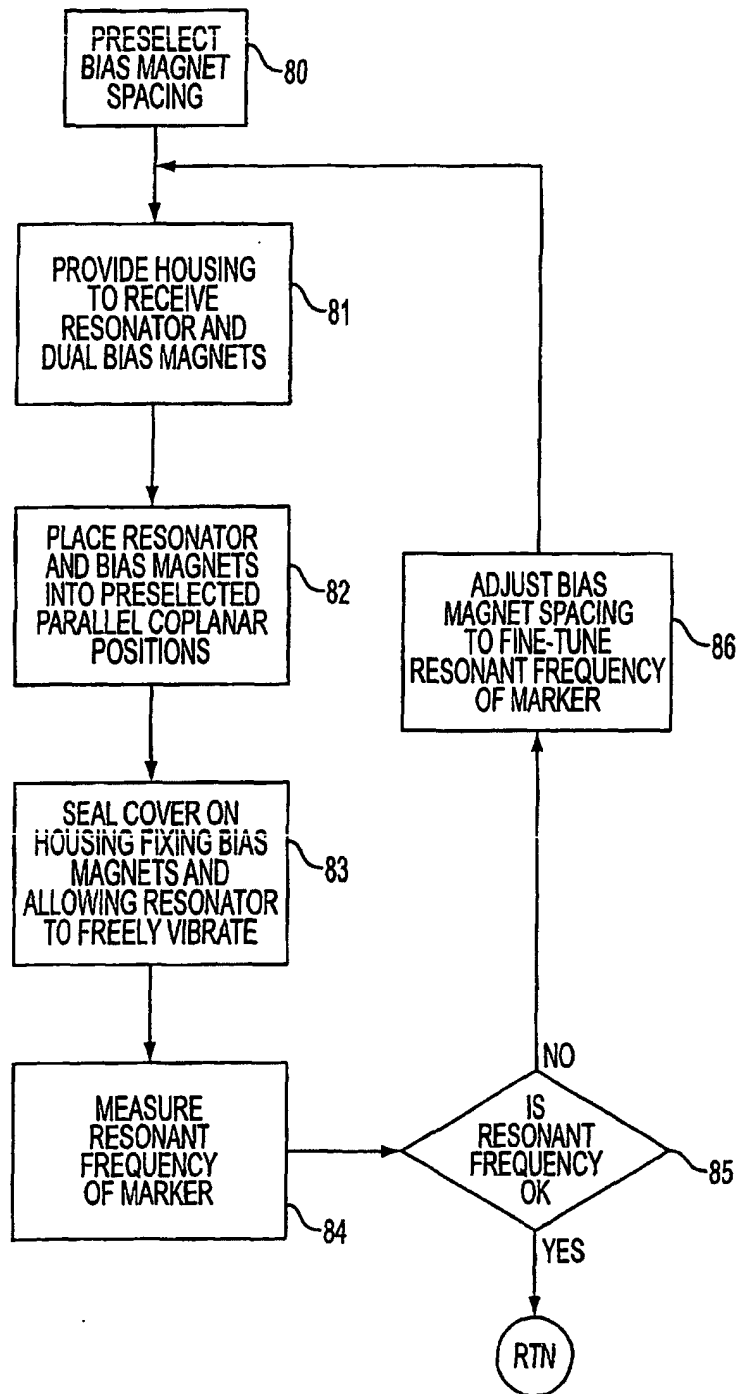 PRESELECT
BIAS MAGNET
SPACING
80
PROVIDE HOUSING
TO RECEIVE
RESONATOR AND
DUAL BIAS MAGNETS
81
PLACE RESONATOR
AND BIAS MAGNETS
INTO PRESELECTED
PARALLEL COPLANAR
POSITIONS
82
SEAL COVER ON
HOUSING FIXING BIAS
MAGNETS AND
ALLOWING RESONATOR
TO FREELY VIBRATE
83
MEASURE
RESONANT
FREQUENCY
OF MARKER
84
IS
RESONANT
FREQUENCY
OK
85
NO
YES
ADJUST BIAS
MAGNET SPACING
TO FINE-TUNE
RESONANT FREQUENCY
OF MARKER
86
RTN